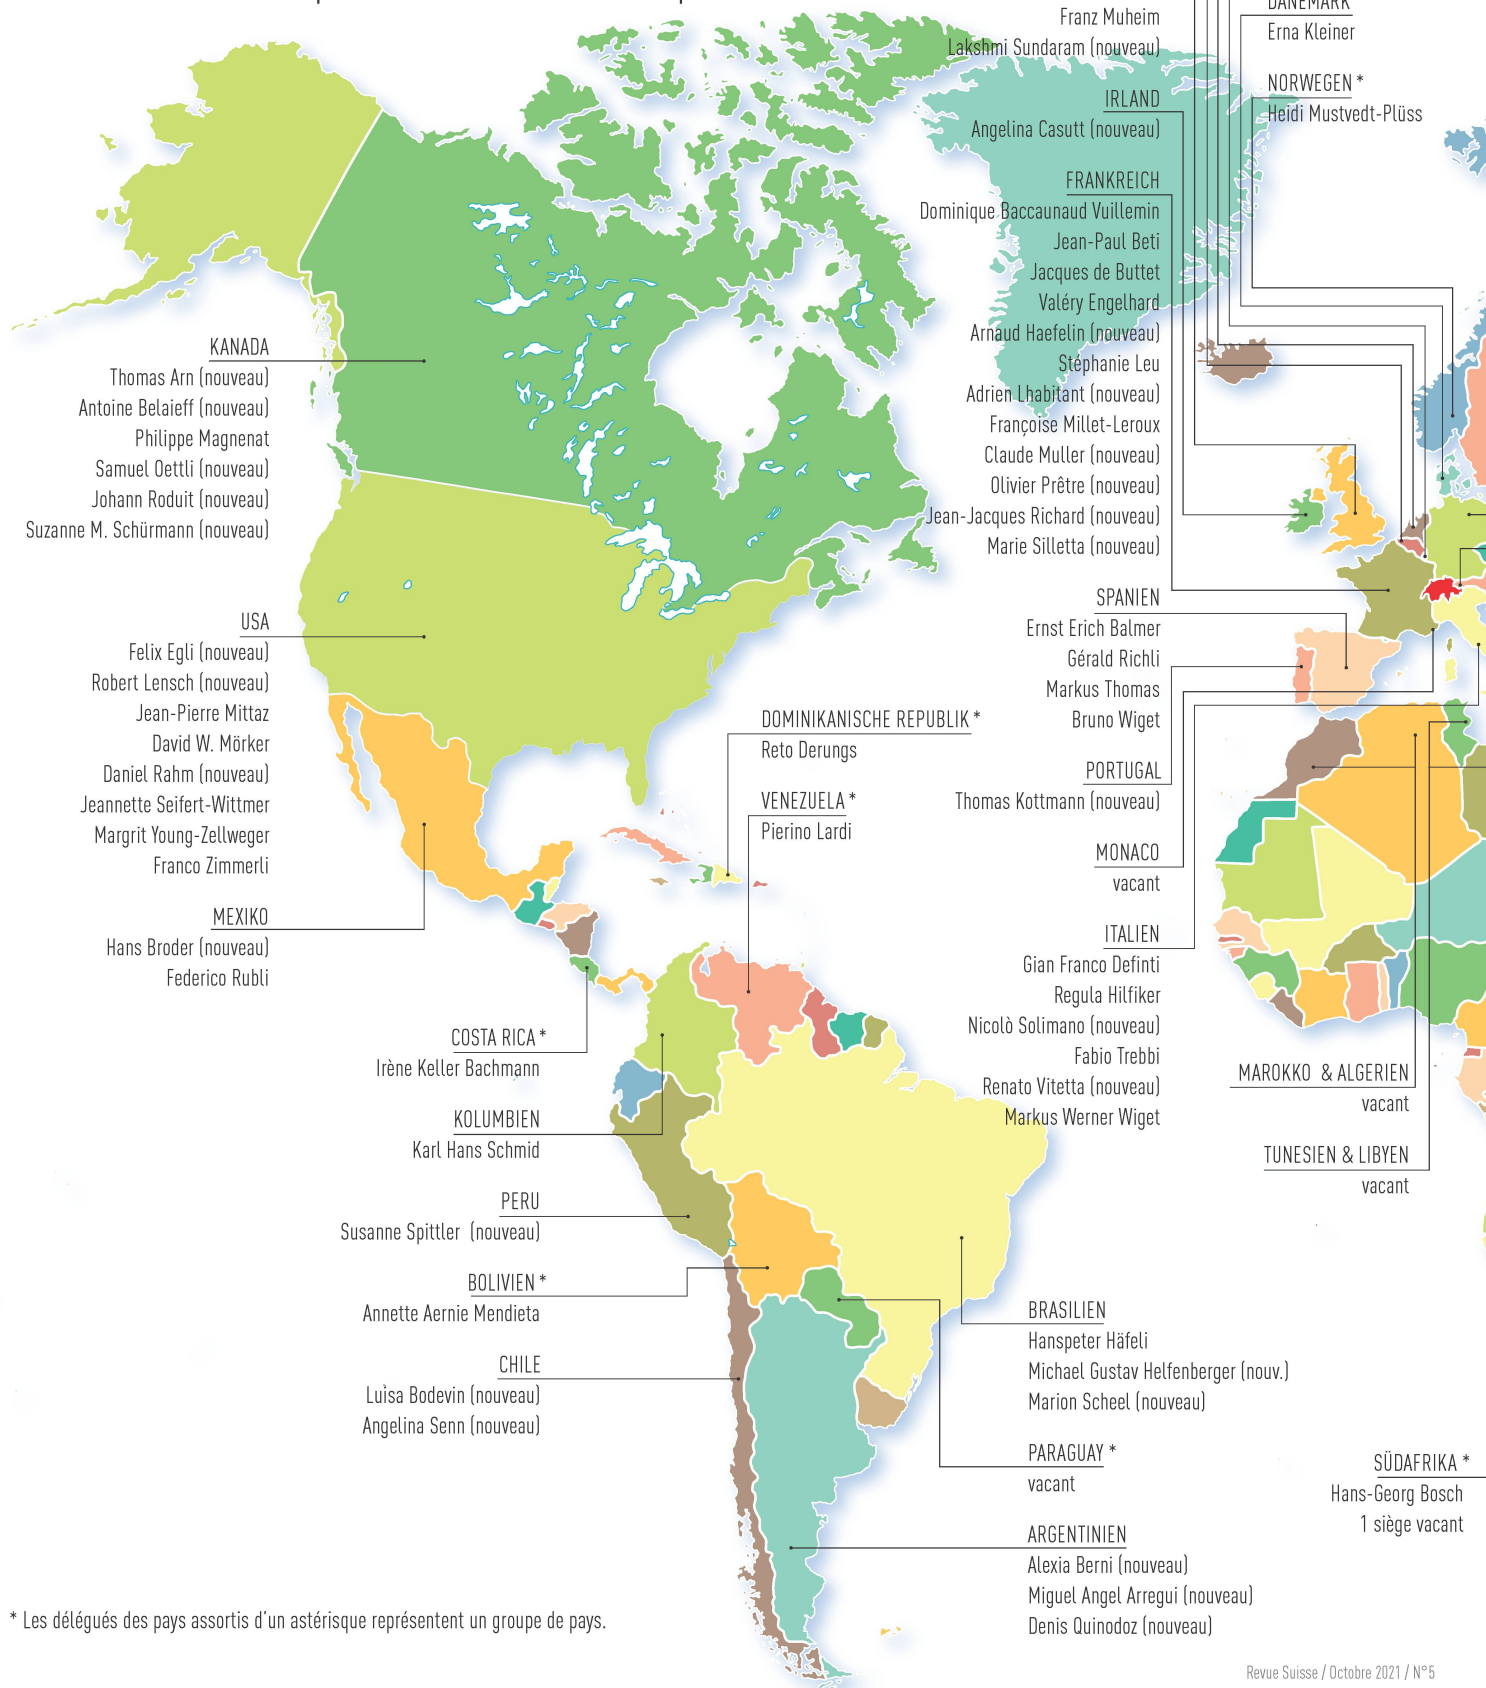 KANADA
Thomas Arn (nouveau)
Antoine Belaieff (nouveau)
Philippe Magnenat
Samuel Oettli (nouveau)
Johann Roduit (nouveau)
Suzanne M. Schürmann (nouveau)
USA
Felix Egli (nouveau)
Robert Lensch (nouveau)
Jean-Pierre Mittaz
David W. Mörker
Daniel Rahm (nouveau)
Jeannette Seifert-Wittmer
Margrit Young-Zellweger
Franco Zimmerli
MEXIKO
Hans Broder (nouveau)
Federico Rubli
DOMINIKANISCHE REPUBLIK *
Reto Derungs
VENEZUELA *
Pierino Lardi
COSTA RICA *
Irène Keller Bachmann
KOLUMBIEN
Karl Hans Schmid
PERU
Susanne Spittler (nouveau)
BOLIVIEN *
Annette Aernie Mendieta
CHILE
Luisa Bodevin (nouveau)
Angelina Senn (nouveau)
BRASILIEN
Hanspeter Häfeli
Michael Gustav Helfenberger (nouv.)
Marion Scheel (nouveau)
PARAGUAY *
vacant
ARGENTINIEN
Alexia Berni (nouveau)
Miguel Angel Arregui (nouveau)
Denis Quinodoz (nouveau)
Franz Muheim
Lakshmi Sundaram (nouveau)
IRLAND
Angelina Casutt (nouveau)
FRANKREICH
Dominique Baccaunaud Vuillemin
Jean-Paul Beti
Jacques de Buttet
Valéry Engelhard
Arnaud Haefelin (nouveau)
Stéphanie Leu
Adrien Lhabitant (nouveau)
Françoise Millet-Leroux
Claude Muller (nouveau)
Olivier Prêtre (nouveau)
Jean-Jacques Richard (nouveau)
Marie Silletta (nouveau)
SPANIEN
Ernst Erich Balmer
Gérald Richli
Markus Thomas
Bruno Wiget
PORTUGAL
Thomas Kottmann (nouveau)
MONACO
vacant
ITALIEN
Gian Franco Definti
Regula Hilfiker
Nicolò Solimano (nouveau)
Fabio Trebbi
Renato Vitetta (nouveau)
Markus Werner Wiget
DÄNEMARK
Erna Kleiner
NORWEGEN *
Heidi Mustvedt-Plüss
MAROKKO & ALGERIEN
vacant
TUNESIEN & LIBYEN
vacant
SÜDAFRIKA *
Hans-Georg Bosch
1 siège vacant
* Les délégués des pays assortis d'un astérisque représentent un groupe de pays.
Revue Suisse / Octobre 2021 / N°5